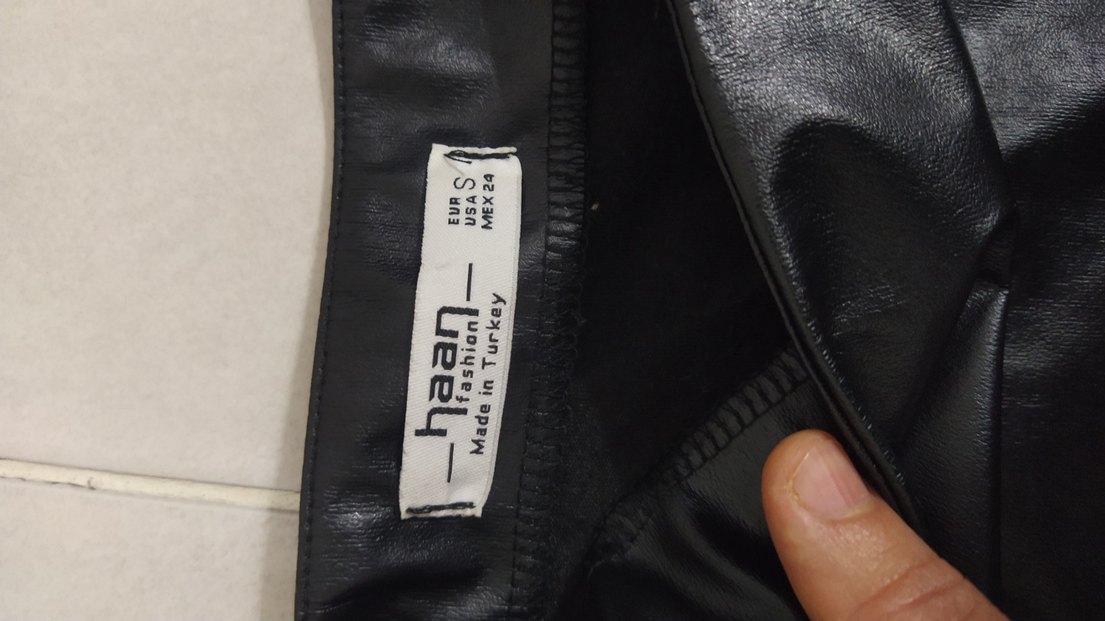 haan
fashion
Made in Turkey
EUR S
USA
MEX 24